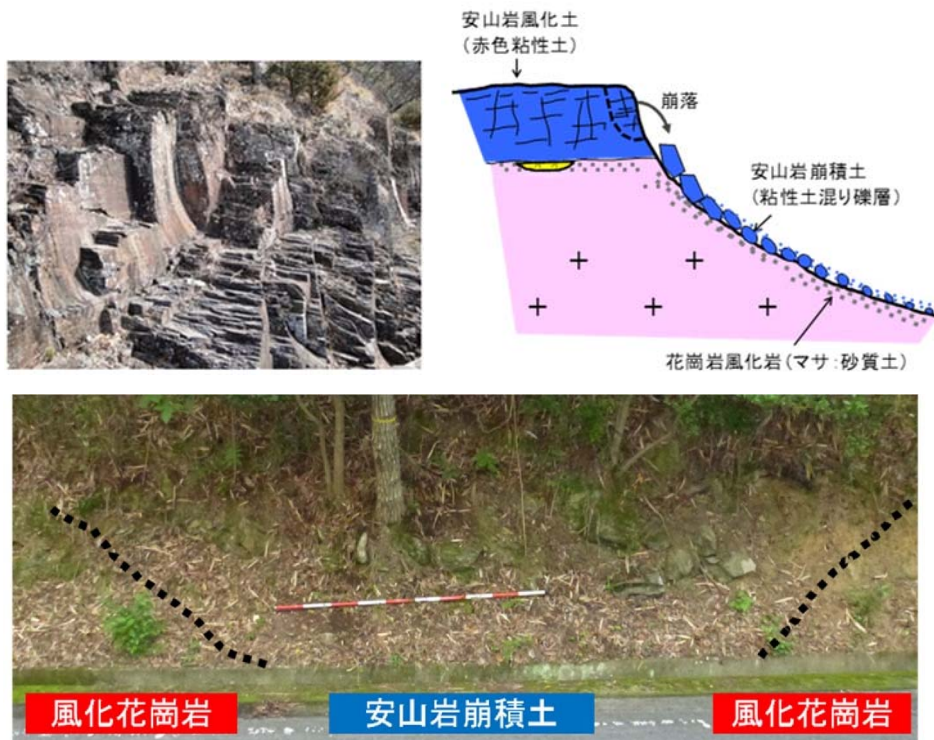 安山岩風化土
(赤色粘性土)
崩落
安山岩崩積土
(粘性土混り礫層)
花崗岩風化岩(マサ:砂質土)
風化花崗岩
安山岩崩積土
風化花崗岩